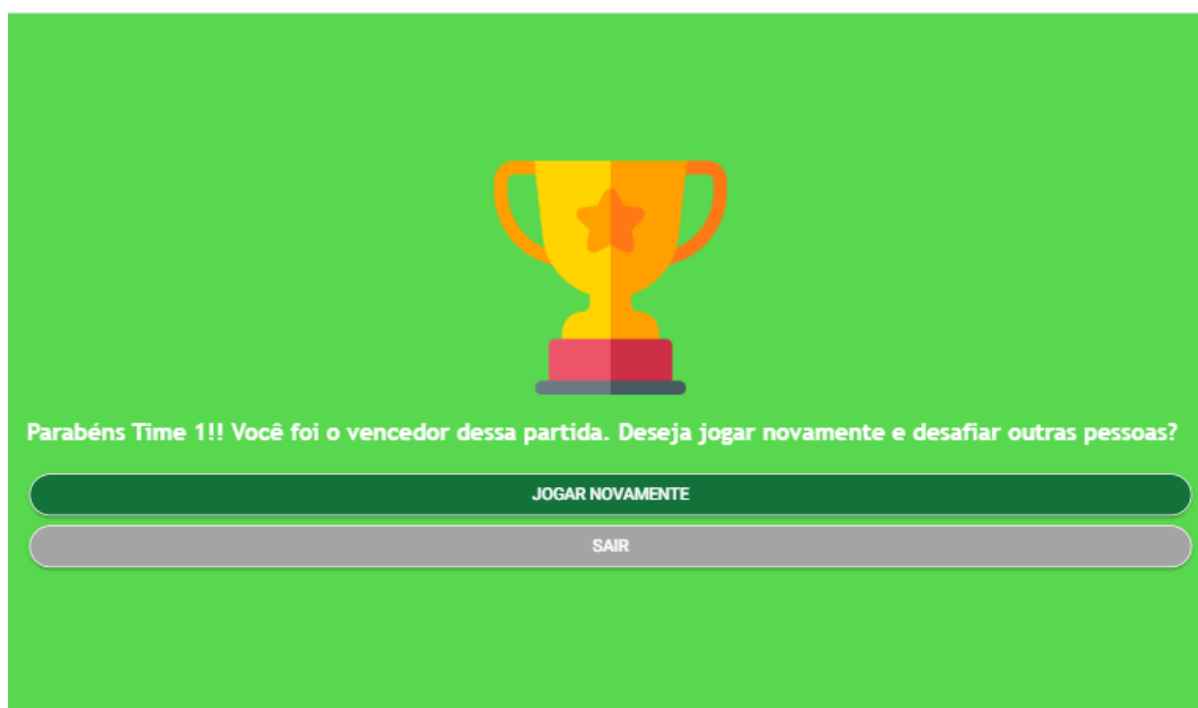 Parabéns Time 1!! Você foi o vencedor dessa partida. Deseja jogar novamente e desafiar outras pessoas?
JOGAR NOVAMENTE
SAIR